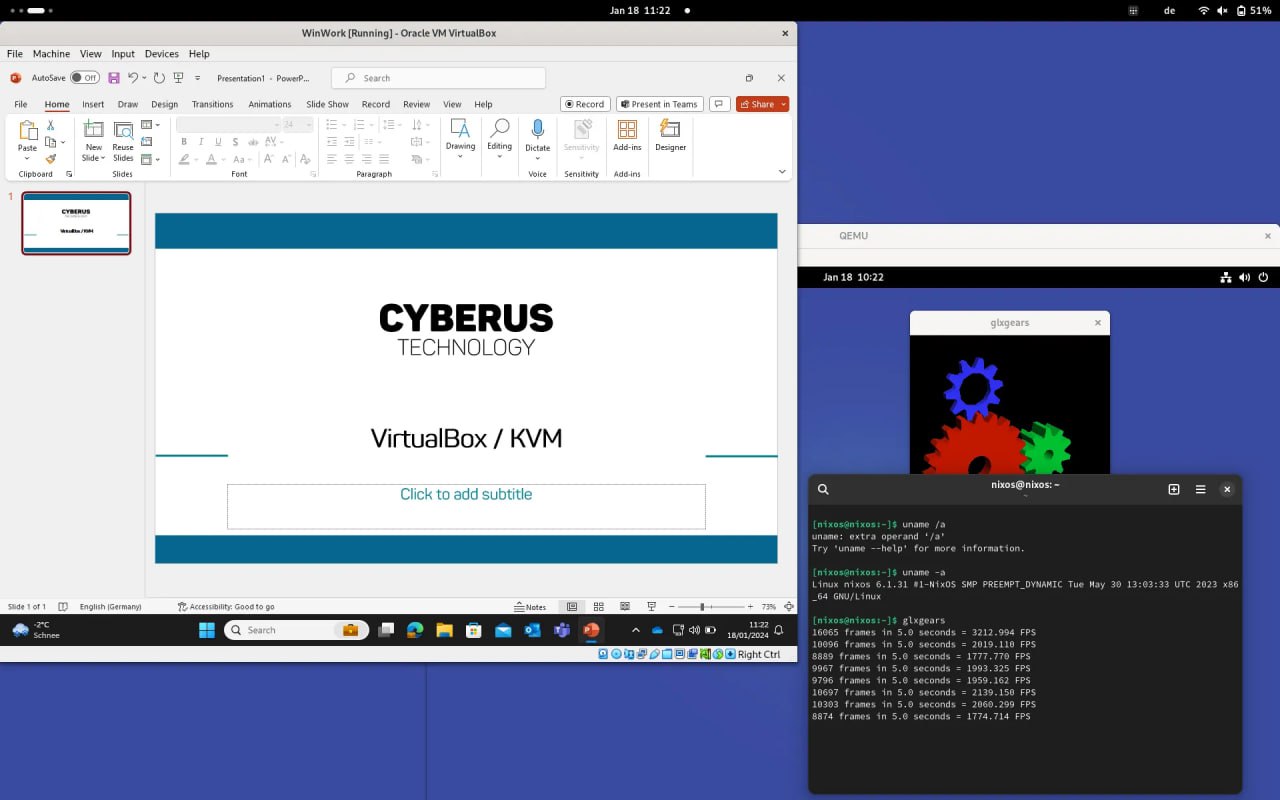 Jan 18 11:22
de
51%
WinWork [Running] - Oracle VM VirtualBox
File Machine View Input Devices Help
AutoSave Off
Presentation1 - PowerP...
Search
File Home Insert Draw Design Transitions Animations Slide Show Record Review View Help
Record
Present in Teams
Share
Paste
New Slide
Reuse Slides
24
Drawing
Editing
Dictate
Sensitivity
Add-ins
Designer
Clipboard
Slides
Font
Paragraph
Voice
Sensitivity
Add-ins
1
CYBERUS
TECHNOLOGY
VirtualBox / KVM
CYBERUS
TECHNOLOGY
VirtualBox / KVM
Click to add subtitle
Slide 1 of 1
English (Germany)
Accessibility: Good to go
Notes
73%
-2°C
Schnee
Search
11:22
18/01/2024
Right Ctrl
QEMU
Jan 18 10:22
glxgears
nixos@nixos: ~
~
[nixos@nixos:~]$ uname /a
uname: extra operand ‘/a’
Try 'uname --help' for more information.
[nixos@nixos:~]$ uname -a
Linux nixos 6.1.31 #1-NixOS SMP PREEMPT_DYNAMIC Tue May 30 13:03:33 UTC 2023 x86
_64 GNU/Linux
[nixos@nixos:~]$ glxgears
16065 frames in 5.0 seconds = 3212.994 FPS
10096 frames in 5.0 seconds = 2019.110 FPS
8889 frames in 5.0 seconds = 1777.770 FPS
9967 frames in 5.0 seconds = 1993.325 FPS
9796 frames in 5.0 seconds = 1959.162 FPS
10697 frames in 5.0 seconds = 2139.150 FPS
10303 frames in 5.0 seconds = 2060.299 FPS
8874 frames in 5.0 seconds = 1774.714 FPS